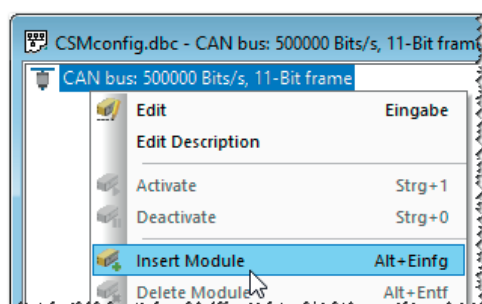 CSMconfig.dbc - CAN bus: 500000 Bits/s, 11-Bit fram
CAN bus: 500000 Bits/s, 11-Bit frame
Edit Eingabe
Edit Description
Activate Strg+1
Deactivate Strg+0
Insert Module Alt+Einfg
Delete Module Alt+Entf